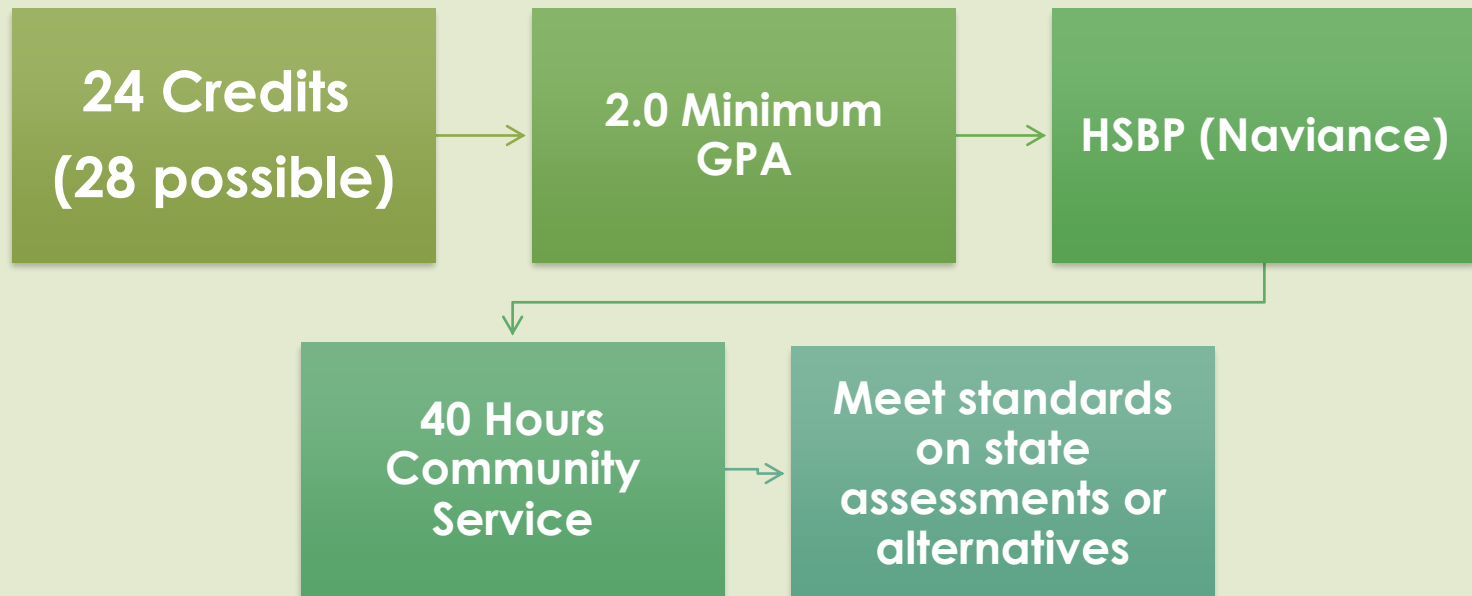 24 Credits
(28 possible)
2.0 Minimum
GPA
HSBP (Naviance)
40 Hours
Community
Service
Meet standards
on state
assessments or
alternatives